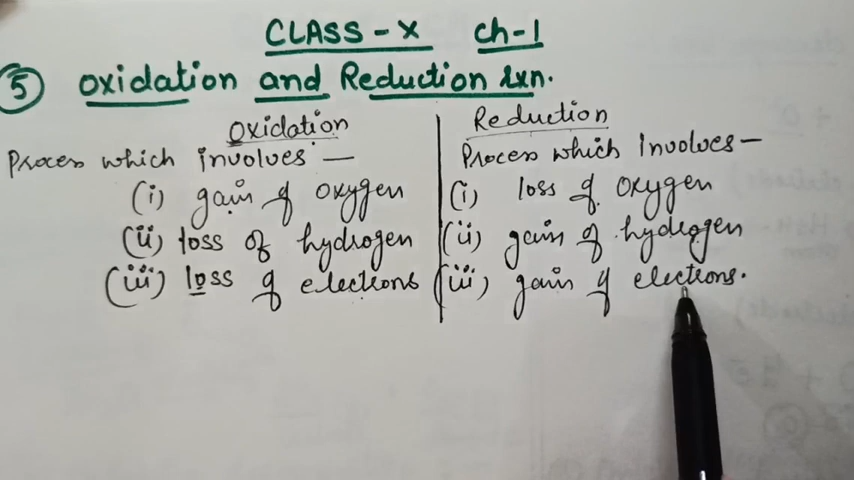 CLASS - X ch-1
5 Oxidation and Reduction rxn.
Oxidation
Process which involves -
(i) gain of oxygen
(ii) loss of hydrogen
(iii) loss of electrons
Reduction
Process which involves -
(i) loss of oxygen
(ii) gain of hydrogen
(iii) gain of electrons.